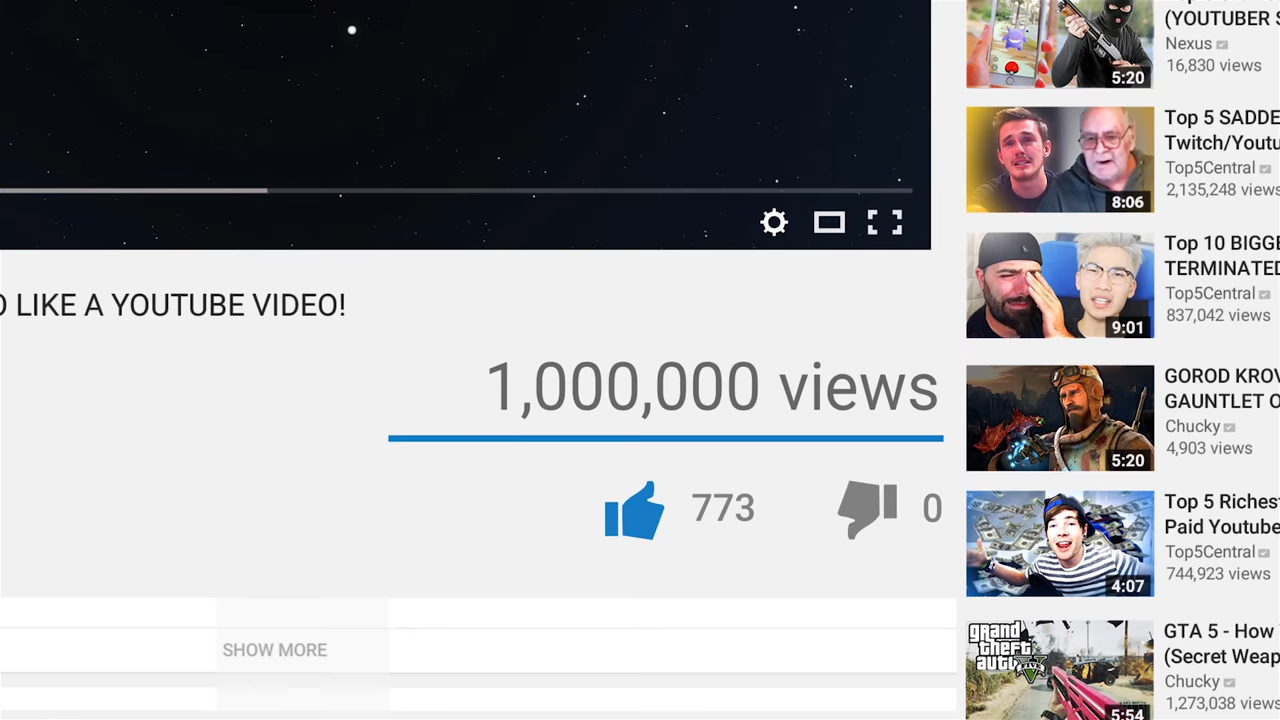 O LIKE A YOUTUBE VIDEO!
1,000,000 views
773
0
SHOW MORE
(YOUTUBER S
Nexus
16,830 views
5:20
Top 5 SADDE
Twitch/Youtu
Top5Central
2,135,248 views
8:06
Top 10 BIGGE
TERMINATED
Top5Central
837,042 views
9:01
GOROD KROV
GAUNTLET O
Chucky
4,903 views
5:20
Top 5 Richest
Paid Youtube
Top5Central
744,923 views
4:07
GTA 5 - How
(Secret Weap
Chucky
1,273,038 views
5:54
grand
theft
auto
FIVE